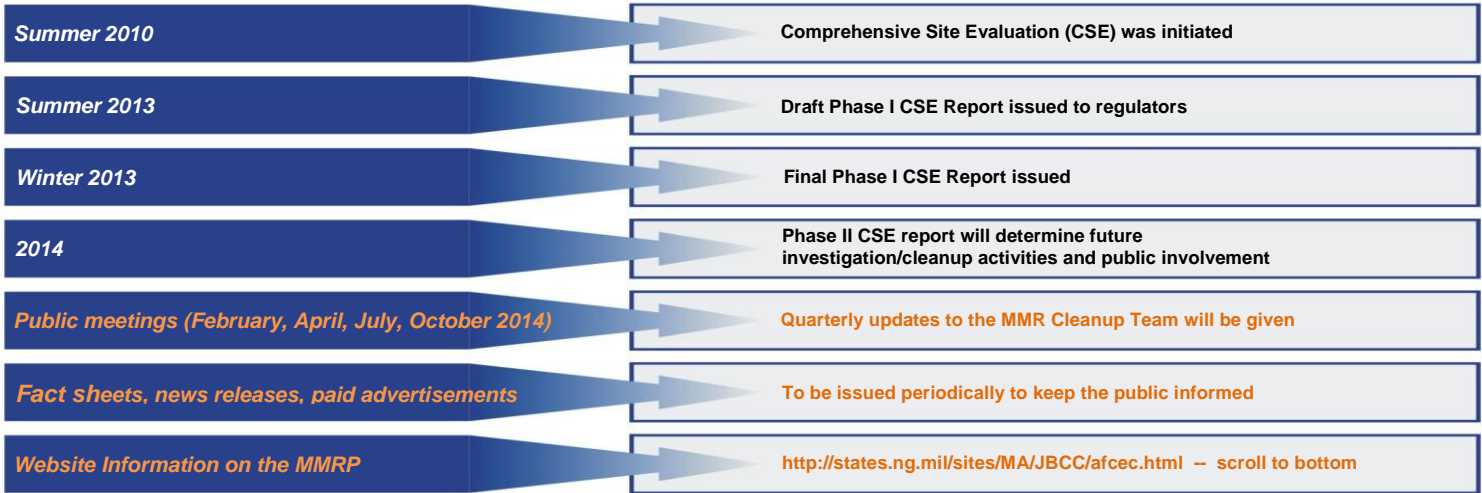 Summer 2010
Comprehensive Site Evaluation (CSE) was initiated
Summer 2013
Draft Phase I CSE Report issued to regulators
Winter 2013
Final Phase I CSE Report issued
2014
Phase II CSE report will determine future
investigation/cleanup activities and public involvement
Public meetings (February, April, July, October 2014)
Quarterly updates to the MMR Cleanup Team will be given
Fact sheets, news releases, paid advertisements
To be issued periodically to keep the public informed
Website Information on the MMRP
http://states.ng.mil/sites/MA/JBCC/afcec.html -- scroll to bottom